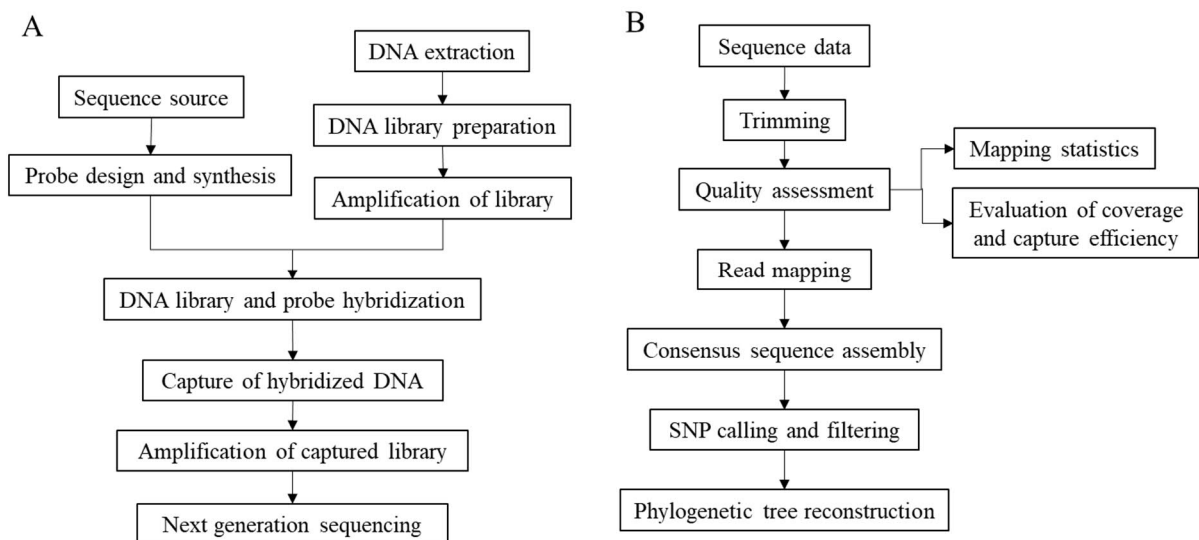 A
DNA extraction
Sequence source
DNA library preparation
Probe design and synthesis
Amplification of library
DNA library and probe hybridization
Capture of hybridized DNA
Amplification of captured library
Next generation sequencing
B
Sequence data
Trimming
Mapping statistics
Quality assessment
Evaluation of coverage
and capture efficiency
Read mapping
Consensus sequence assembly
SNP calling and filtering
Phylogenetic tree reconstruction